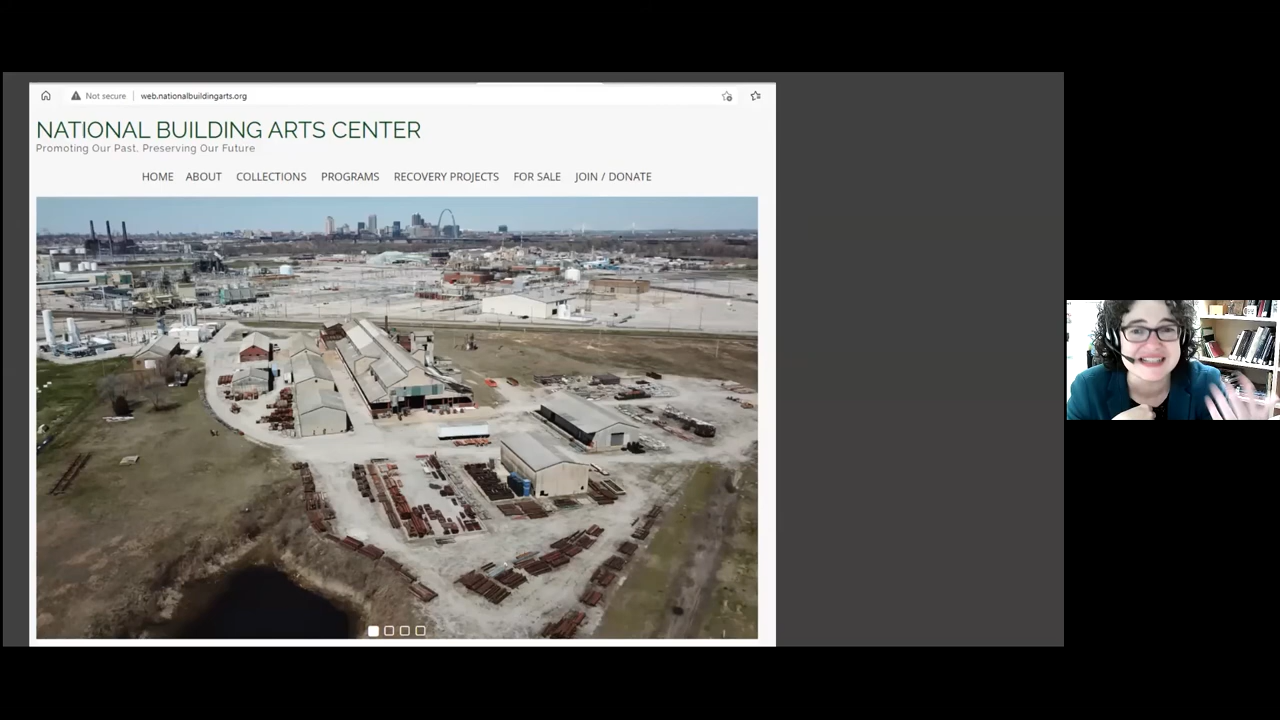 Not secure web.nationalbuildingarts.org
NATIONAL BUILDING ARTS CENTER
Promoting Our Past. Preserving Our Future
HOME ABOUT COLLECTIONS PROGRAMS RECOVERY PROJECTS FOR SALE JOIN / DONATE